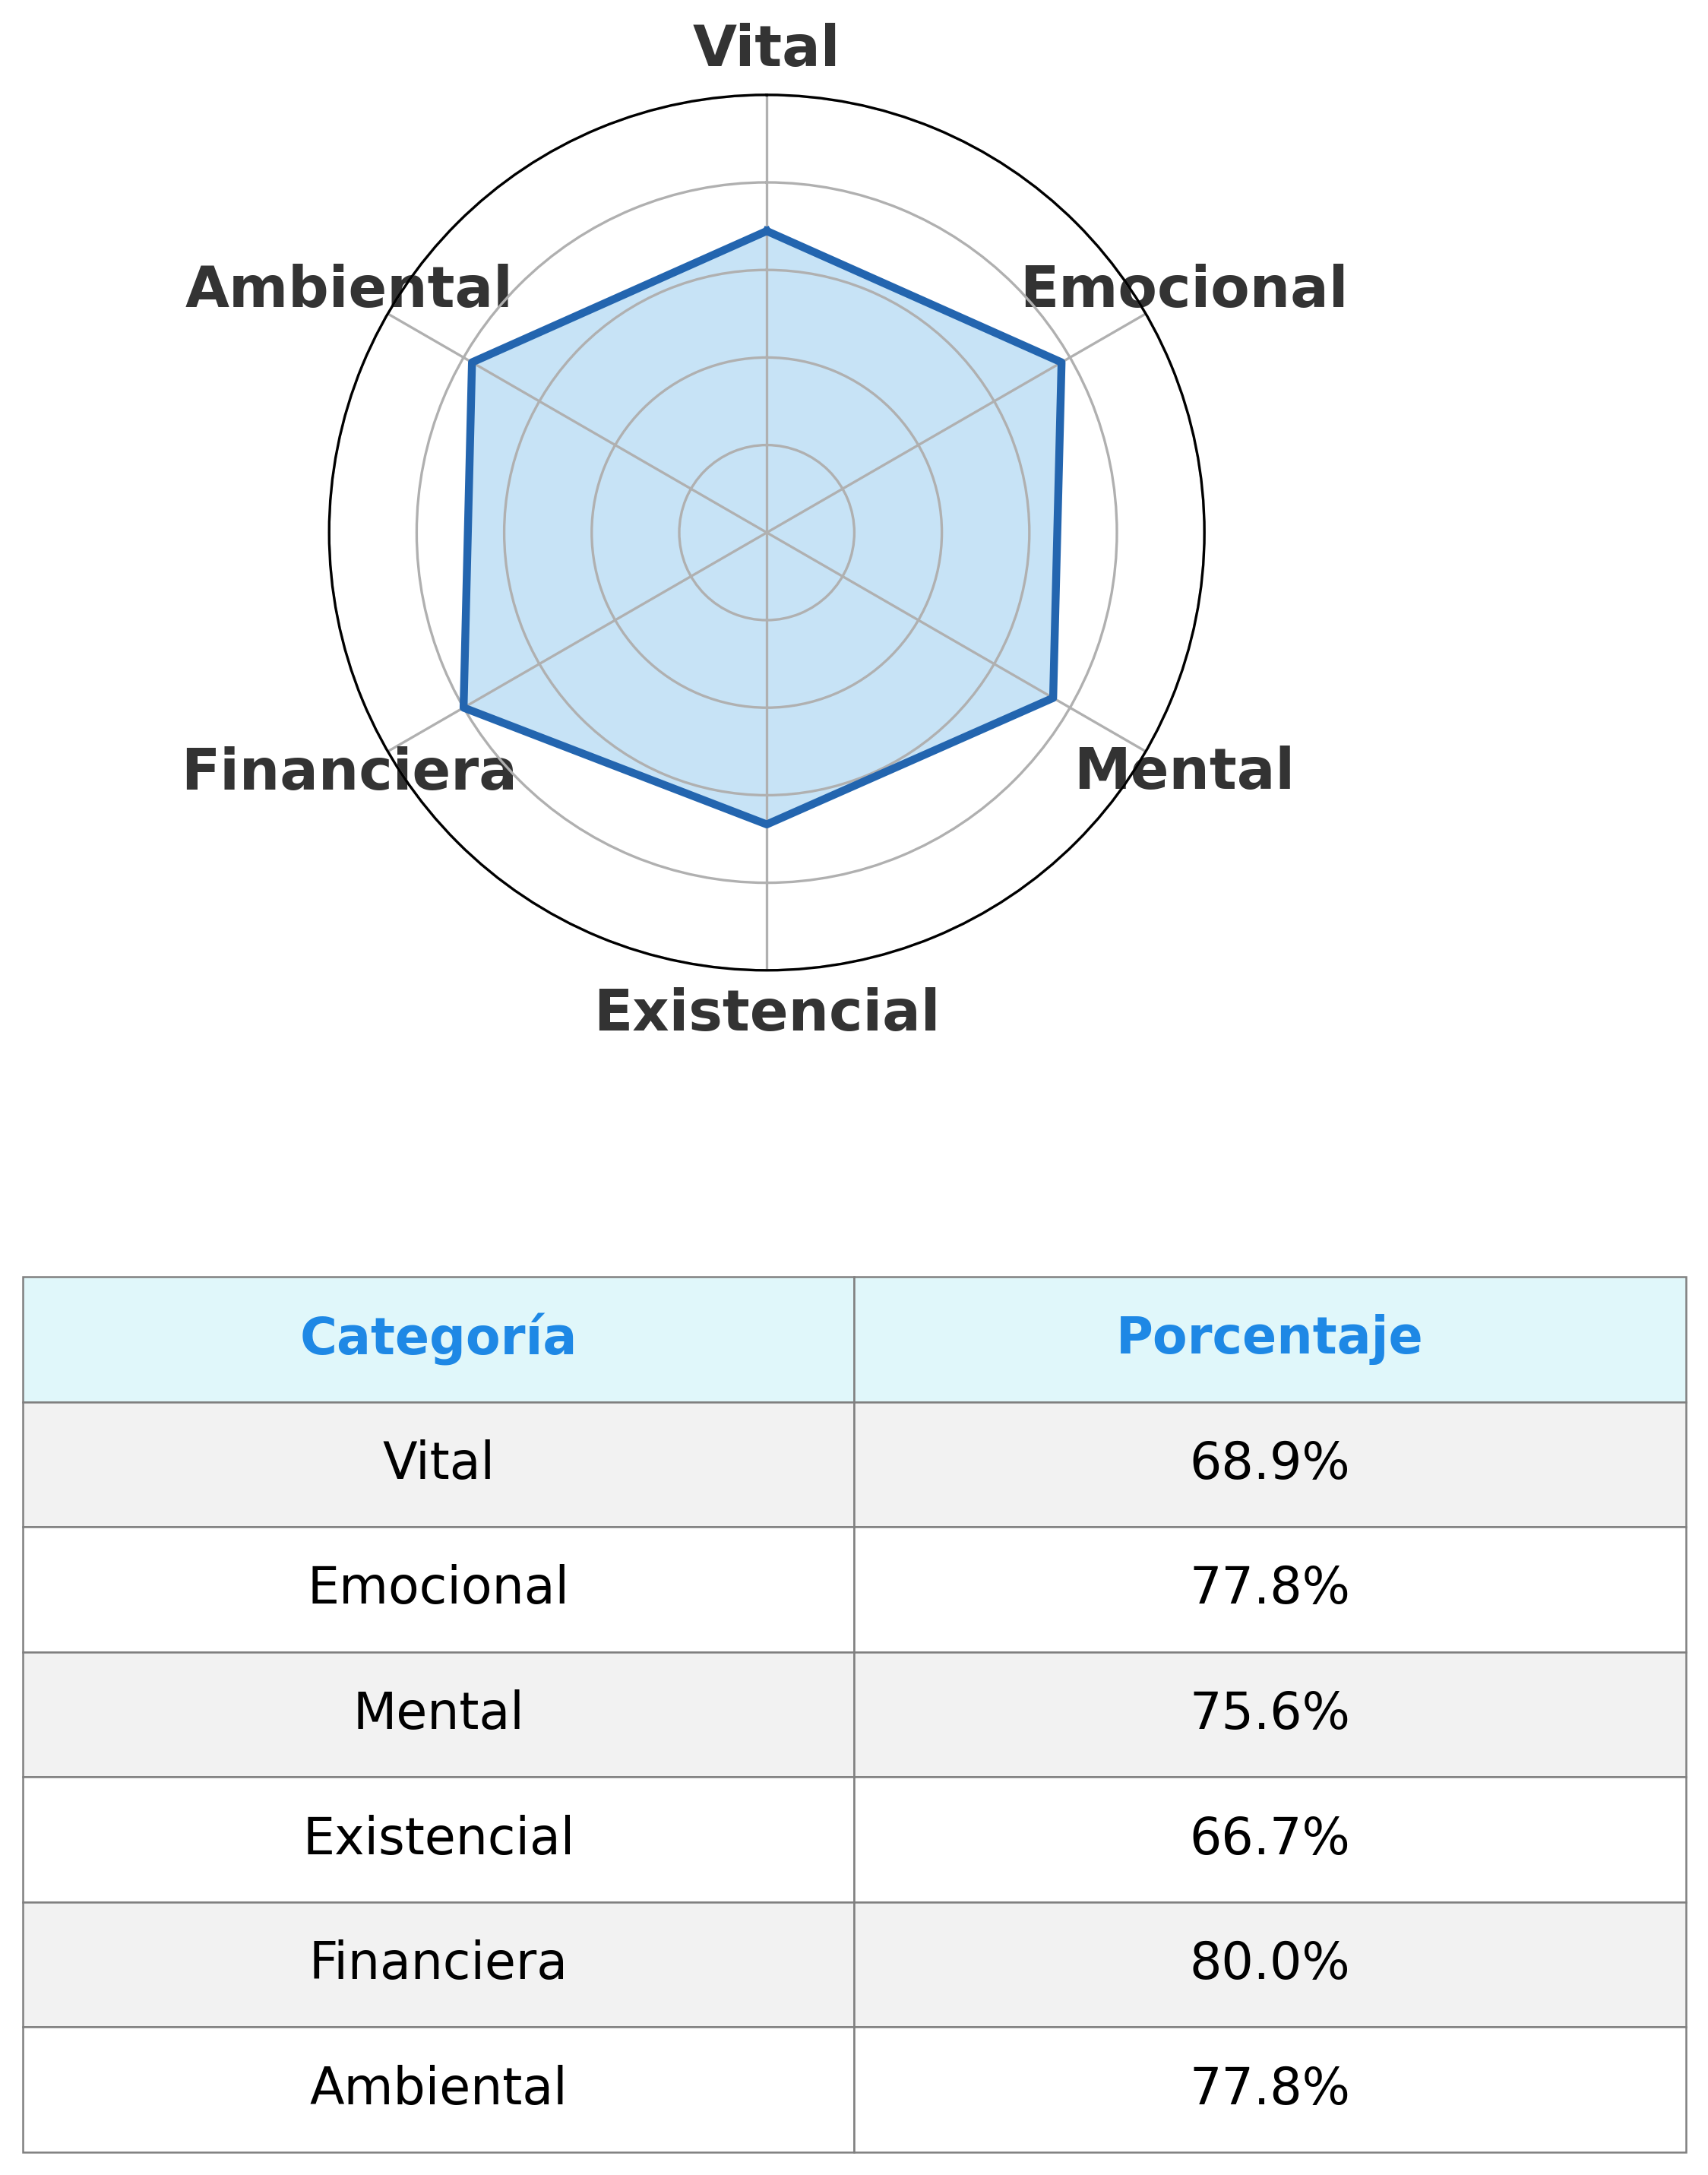 Vital
Ambiental
Emocional
Financiera
Mental
Existencial
Categoría Porcentaje
Vital 68.9%
Emocional 77.8%
Mental 75.6%
Existencial 66.7%
Financiera 80.0%
Ambiental 77.8%